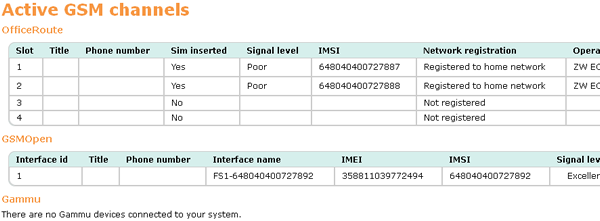 Active GSM channels
OfficeRoute
Slot Title Phone number Sim inserted Signal level IMSI Network registration Opera
1 Yes Poor 648040400727887 Registered to home network ZW EC
2 Yes Poor 648040400727888 Registered to home network ZW EC
3 No Not registered
4 No Not registered
GSMOpen
Interface id Title Phone number Interface name IMEI IMSI Signal leve
1 FS1-648040400727892 358811039772494 648040400727892 Excellen
Gammu
There are no Gammu devices connected to your system.